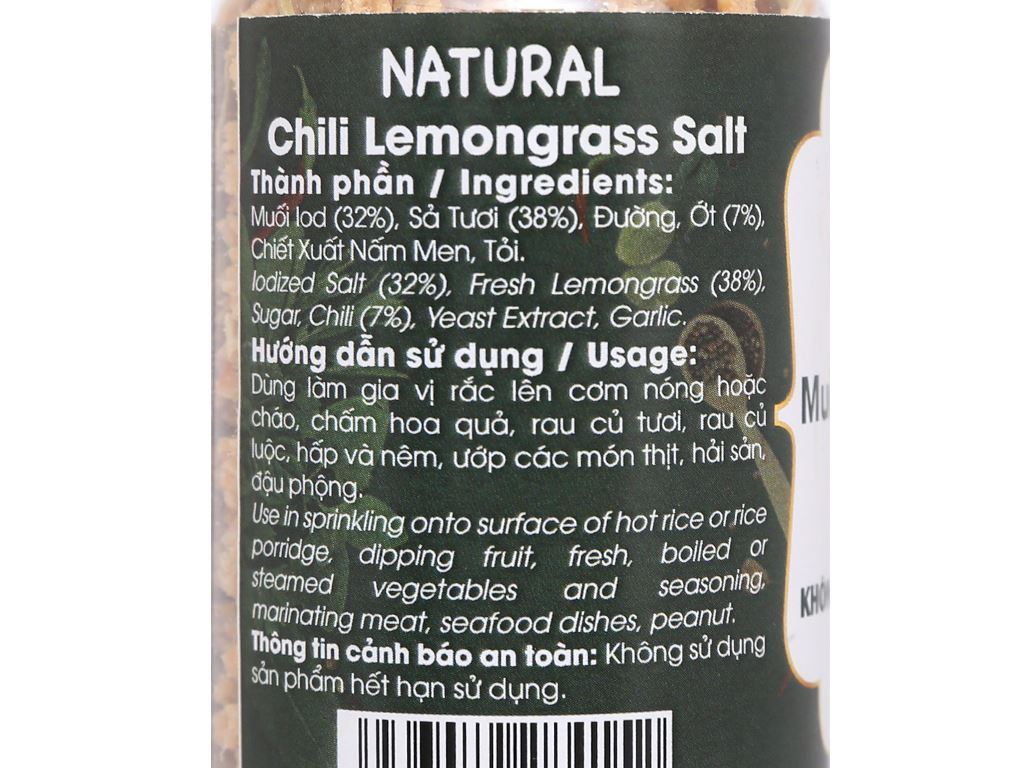 NATURAL
Chili Lemongrass Salt
Thành phần / Ingredients:
Muối Iod (32%), Sả Tươi (38%), Đường, Ớt (7%),
Chiết Xuất Nấm Men, Tỏi.
Iodized Salt (32%), Fresh Lemongrass (38%),
Sugar, Chili (7%), Yeast Extract, Garlic.
Hướng dẫn sử dụng / Usage:
Dùng làm gia vị rắc lên cơm nóng hoặc
cháo, chấm hoa quả, rau củ tươi, rau củ
luộc, hấp và nêm, ướp các món thịt, hải sản,
đậu phộng.
Use in sprinkling onto surface of hot rice or rice
porridge, dipping fruit, fresh, boiled or
steamed vegetables and seasoning,
marinating meat, seafood dishes, peanut.
Thông tin cảnh báo an toàn: Không sử dụng
sản phẩm hết hạn sử dụng.